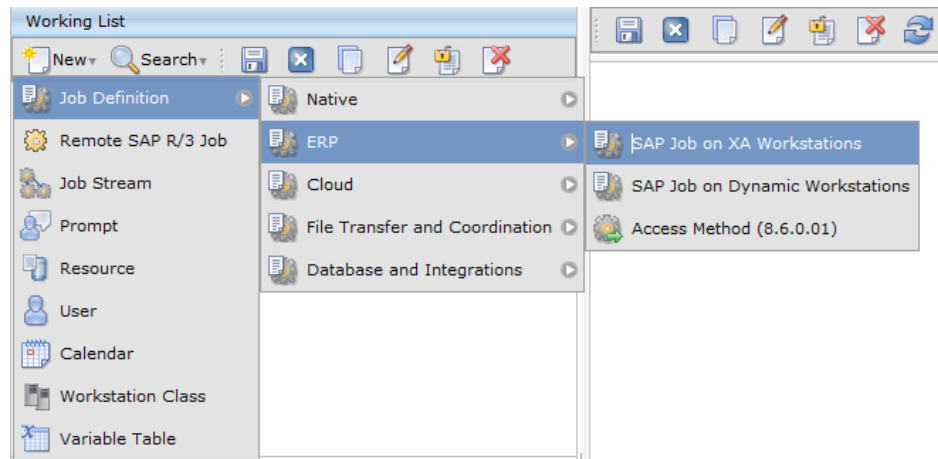 Working List
New Search
Job Definition
Remote SAP R/3 Job
Job Stream
Prompt
Resource
User
Calendar
Workstation Class
Variable Table
Native
ERP
Cloud
File Transfer and Coordination
Database and Integrations
SAP Job on XA Workstations
SAP Job on Dynamic Workstations
Access Method (8.6.0.01)